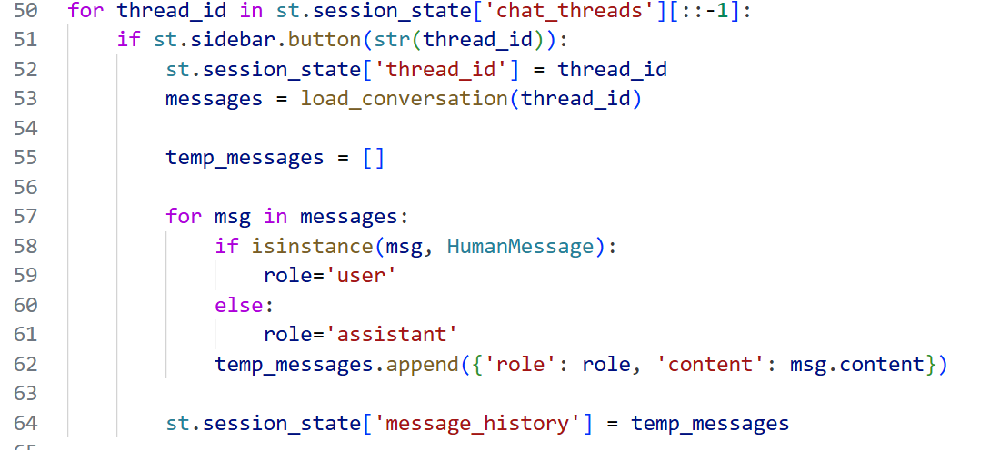 50 for thread_id in st.session_state['chat_threads'][::-1]:
51     if st.sidebar.button(str(thread_id)):
52         st.session_state['thread_id'] = thread_id
53         messages = load_conversation(thread_id)
54
55         temp_messages = []
56
57         for msg in messages:
58             if isinstance(msg, HumanMessage):
59                 role='user'
60             else:
61                 role='assistant'
62             temp_messages.append({'role': role, 'content': msg.content})
63
64         st.session_state['message_history'] = temp_messages